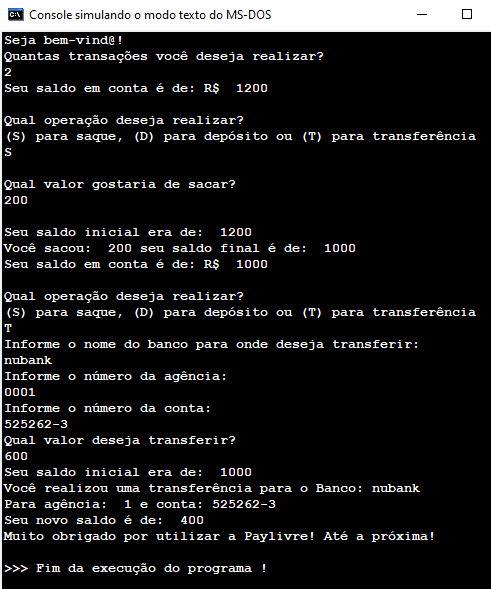 Console simulando o modo texto do MS-DOS
Seja bem-vind@!
Quantas transações você deseja realizar?
2
Seu saldo em conta é de: R$  1200
Qual operação deseja realizar?
(S) para saque, (D) para depósito ou (T) para transferência
S
Qual valor gostaria de sacar?
200
Seu saldo inicial era de:  1200
Você sacou:  200 seu saldo final é de:  1000
Seu saldo em conta é de: R$  1000
Qual operação deseja realizar?
(S) para saque, (D) para depósito ou (T) para transferência
T
Informe o nome do banco para onde deseja transferir:
nubank
Informe o número da agência:
0001
Informe o número da conta:
525262-3
Qual valor deseja transferir?
600
Seu saldo inicial era de:  1000
Você realizou uma transferência para o Banco: nubank
Para agência:  1 e conta: 525262-3
Seu novo saldo é de:  400
Muito obrigado por utilizar a Paylivre! Até a próxima!
>>> Fim da execução do programa !